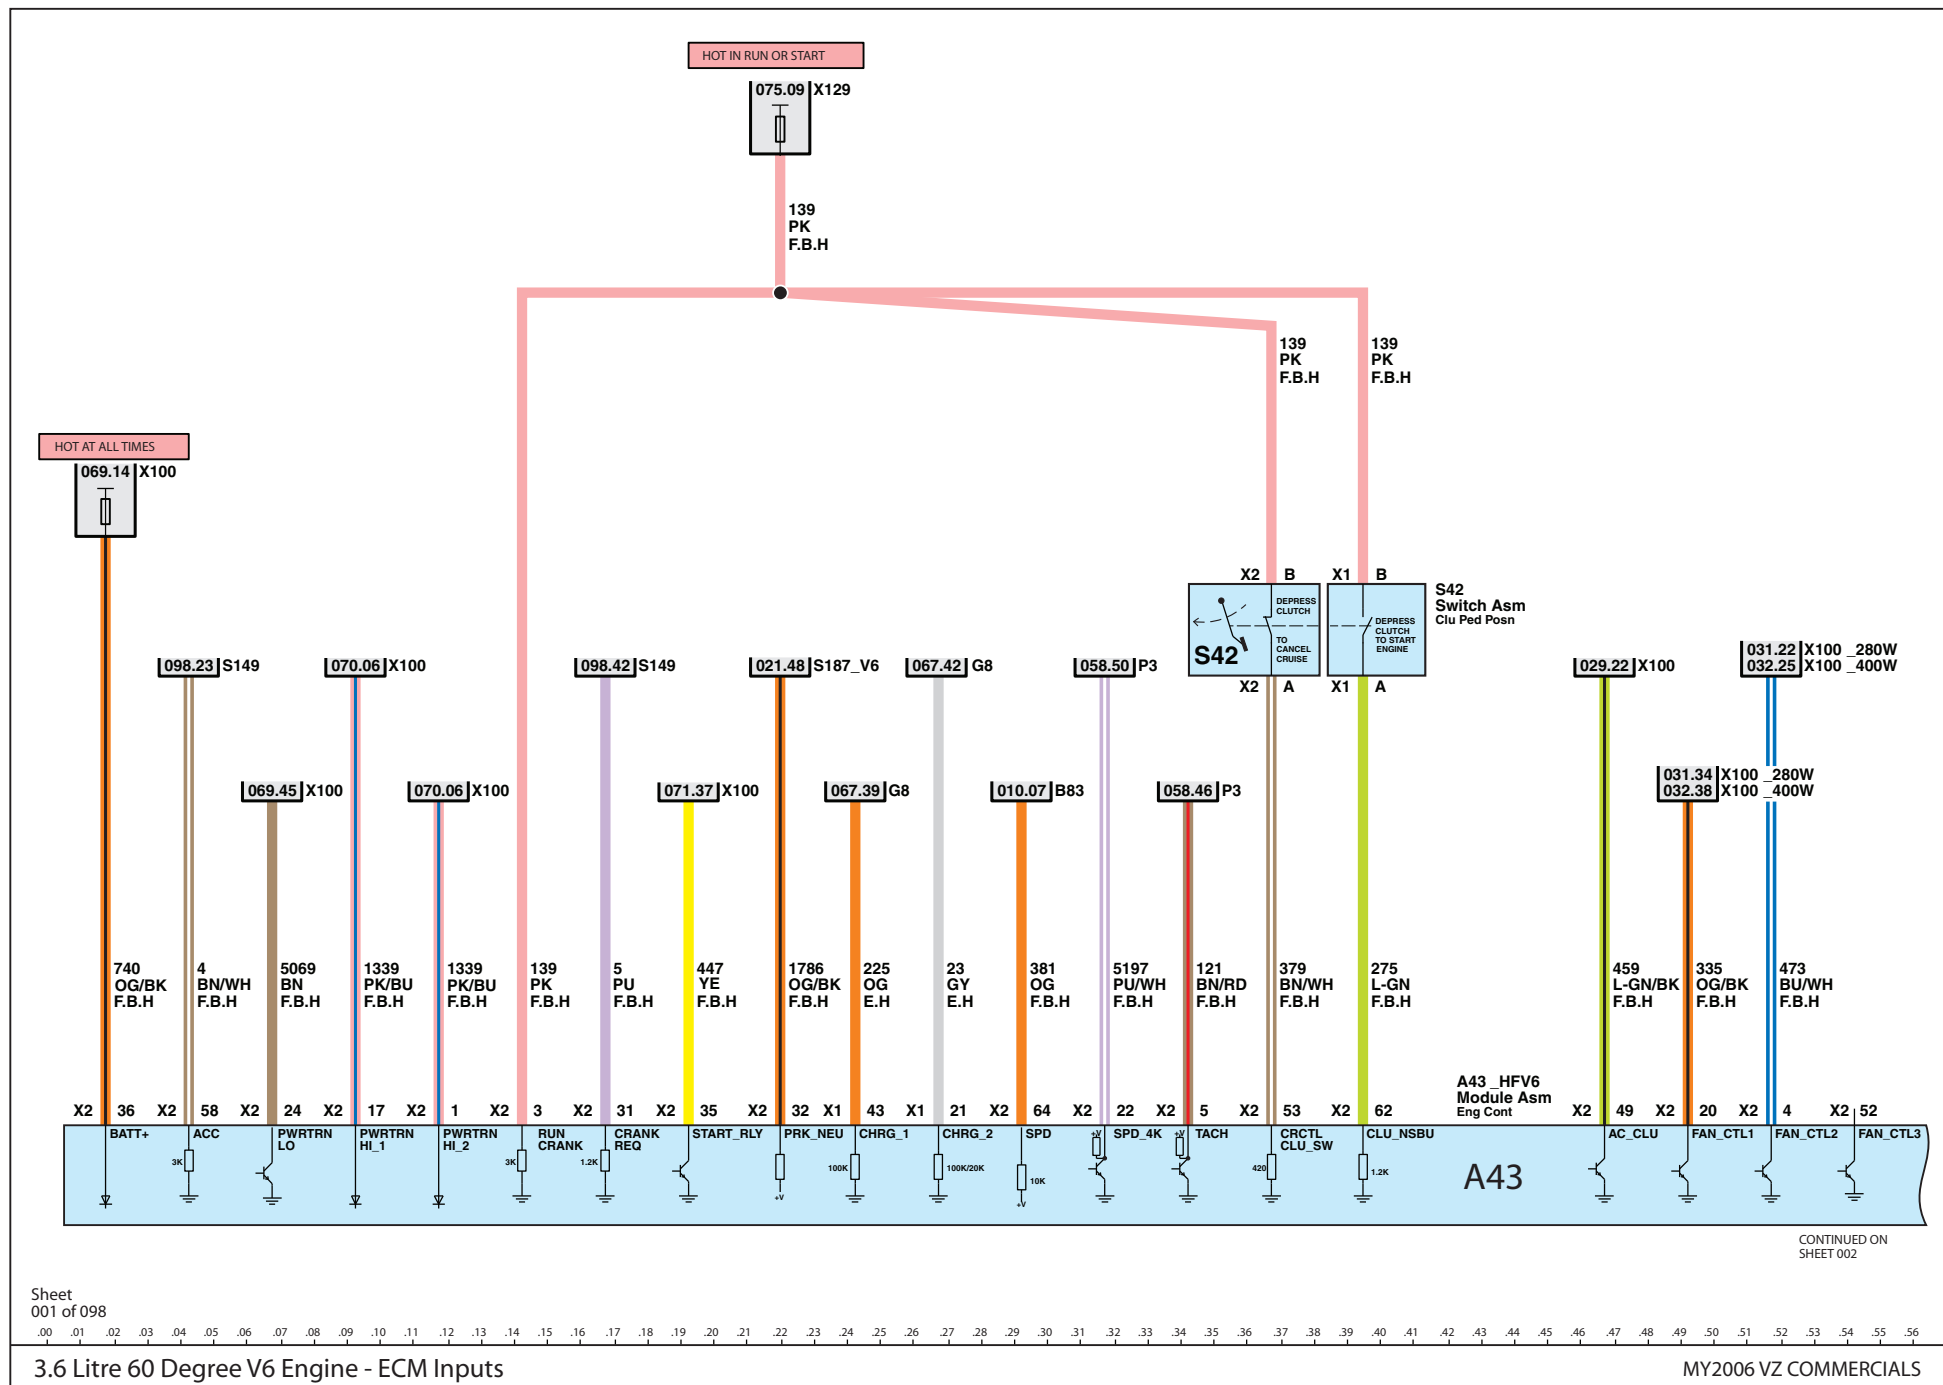 HOT IN RUN OR START
075.09 X129
139
PK
F.B.H
139
PK
F.B.H
139
PK
F.B.H
HOT AT ALL TIMES
069.14 X100
X2 B
X1 B
DEPRESS
CLUTCH
TO
CANCEL
CRUISE
S42
DEPRESS
CLUTCH
TO START
ENGINE
S42
Switch Asm
Clu Ped Posn
X2 A
X1 A
098.23 S149
070.06 X100
098.42 S149
021.48 S187_V6
067.42 G8
058.50 P3
029.22 X100
031.22 X100 _280W
032.25 X100 _400W
069.45 X100
070.06 X100
071.37 X100
067.39 G8
010.07 B83
058.46 P3
031.34 X100 _280W
032.38 X100 _400W
740
OG/BK
F.B.H
4
BN/WH
F.B.H
5069
BN
F.B.H
1339
PK/BU
F.B.H
1339
PK/BU
F.B.H
139
PK
F.B.H
5
PU
F.B.H
447
YE
F.B.H
1786
OG/BK
F.B.H
225
OG
E.H
23
GY
E.H
381
OG
F.B.H
5197
PU/WH
F.B.H
121
BN/RD
F.B.H
379
BN/WH
F.B.H
275
L-GN
F.B.H
459
L-GN/BK
F.B.H
335
OG/BK
F.B.H
473
BU/WH
F.B.H
A43 _HFV6
Module Asm
Eng Cont
X2 36 X2 58 X2 24 X2 17 X2 1 X2 3 X2 31 X2 35 X2 32 X1 43 X1 21 X2 64 X2 22 X2 5 X2 53 X2 62 X2 49 X2 20 X2 4 X2 52
BATT+
ACC
PWRTRN
LO
PWRTRN
HI_1
PWRTRN
HI_2
RUN
CRANK
CRANK
REQ
START_RLY
PRK_NEU
CHRG_1
CHRG_2
SPD
SPD_4K
TACH
CRCTL
CLU_SW
CLU_NSBU
AC_CLU
FAN_CTL1
FAN_CTL2
FAN_CTL3
3K
3K
1.2K
+V
100K
100K/20K
10K
+V
+V
+V
420
1.2K
A43
CONTINUED ON
SHEET 002
Sheet
001 of 098
.00 .01 .02 .03 .04 .05 .06 .07 .08 .09 .10 .11 .12 .13 .14 .15 .16 .17 .18 .19 .20 .21 .22 .23 .24 .25 .26 .27 .28 .29 .30 .31 .32 .33 .34 .35 .36 .37 .38 .39 .40 .41 .42 .43 .44 .45 .46 .47 .48 .49 .50 .51 .52 .53 .54 .55 .56
3.6 Litre 60 Degree V6 Engine - ECM Inputs
MY2006 VZ COMMERCIALS